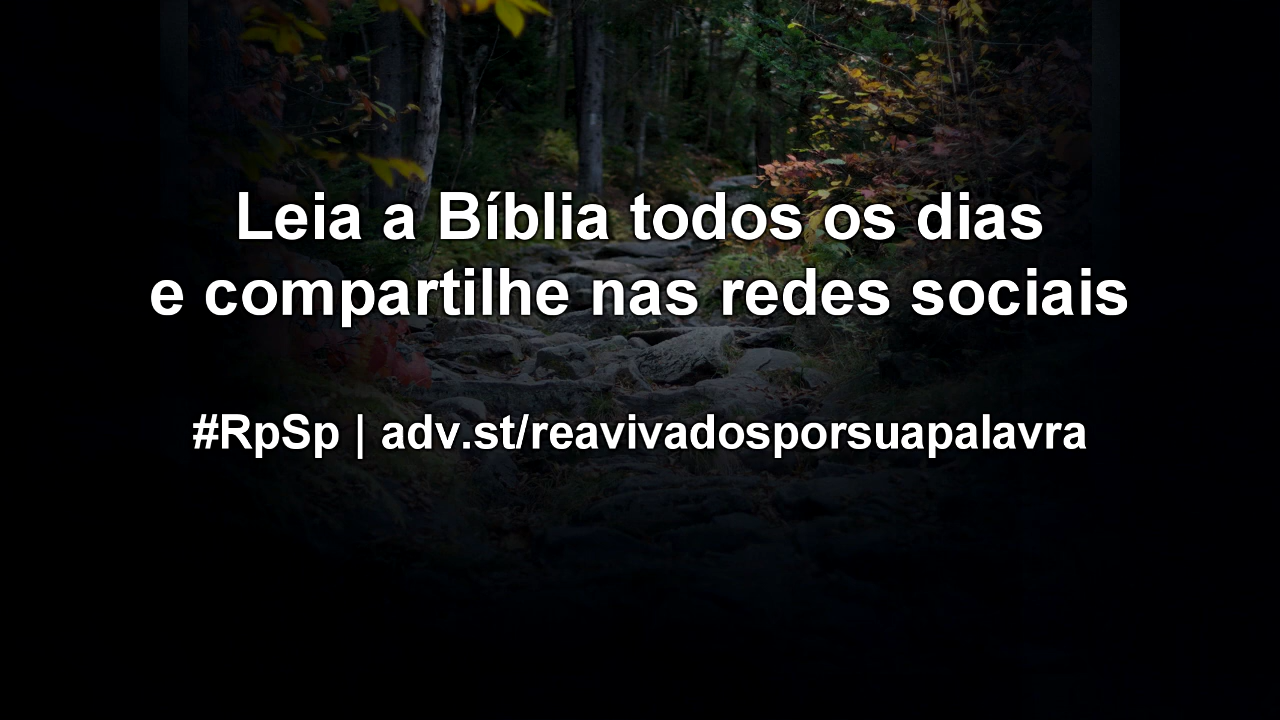 Leia a Bíblia todos os dias
e compartilhe nas redes sociais
#RpSp | adv.st/reavivadosporsuapalavra